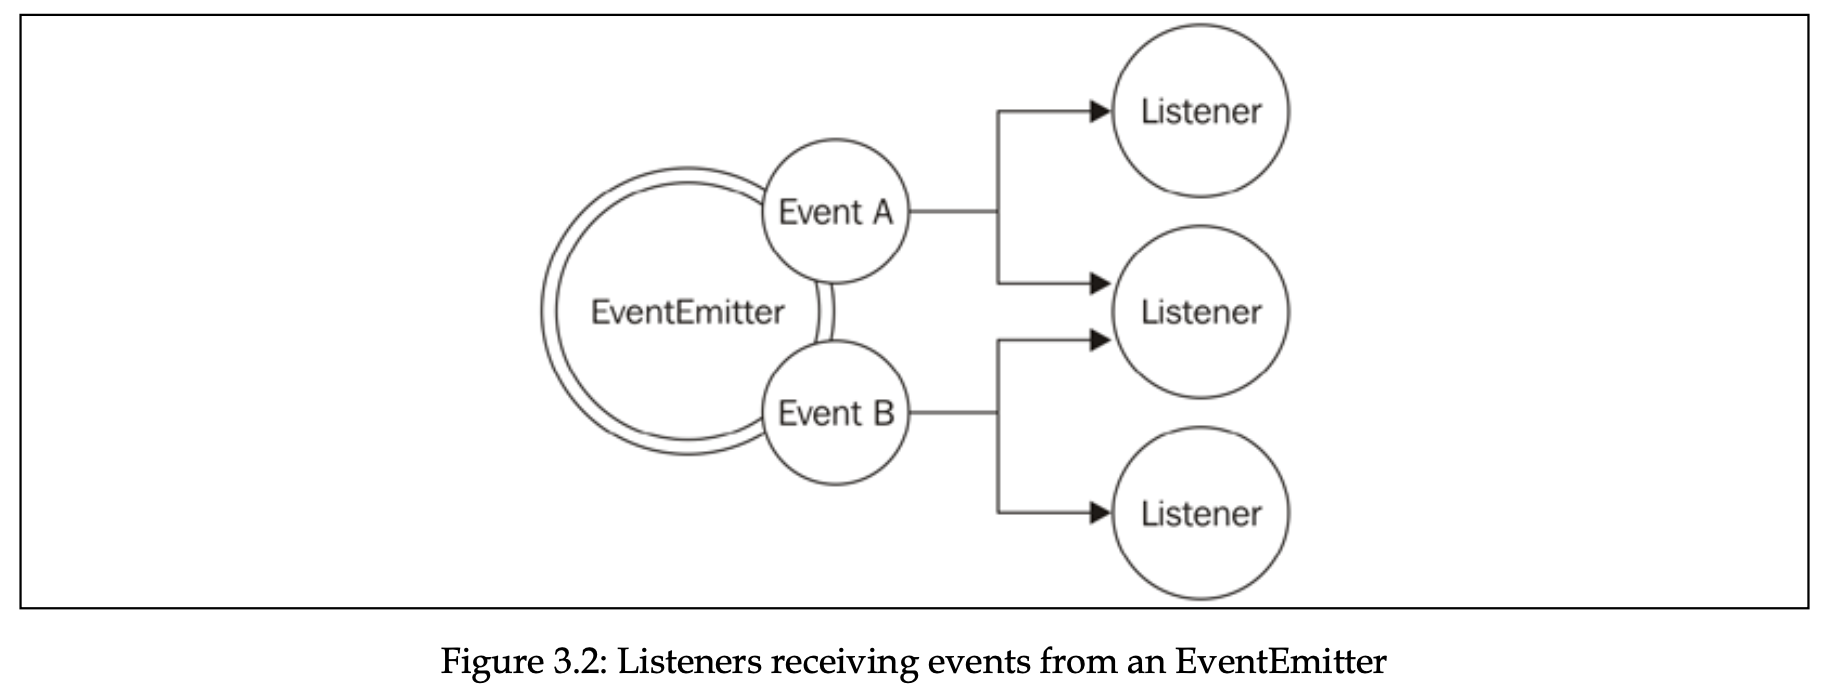 Listener
Event A
EventEmitter
Listener
Event B
Listener
Figure 3.2: Listeners receiving events from an EventEmitter